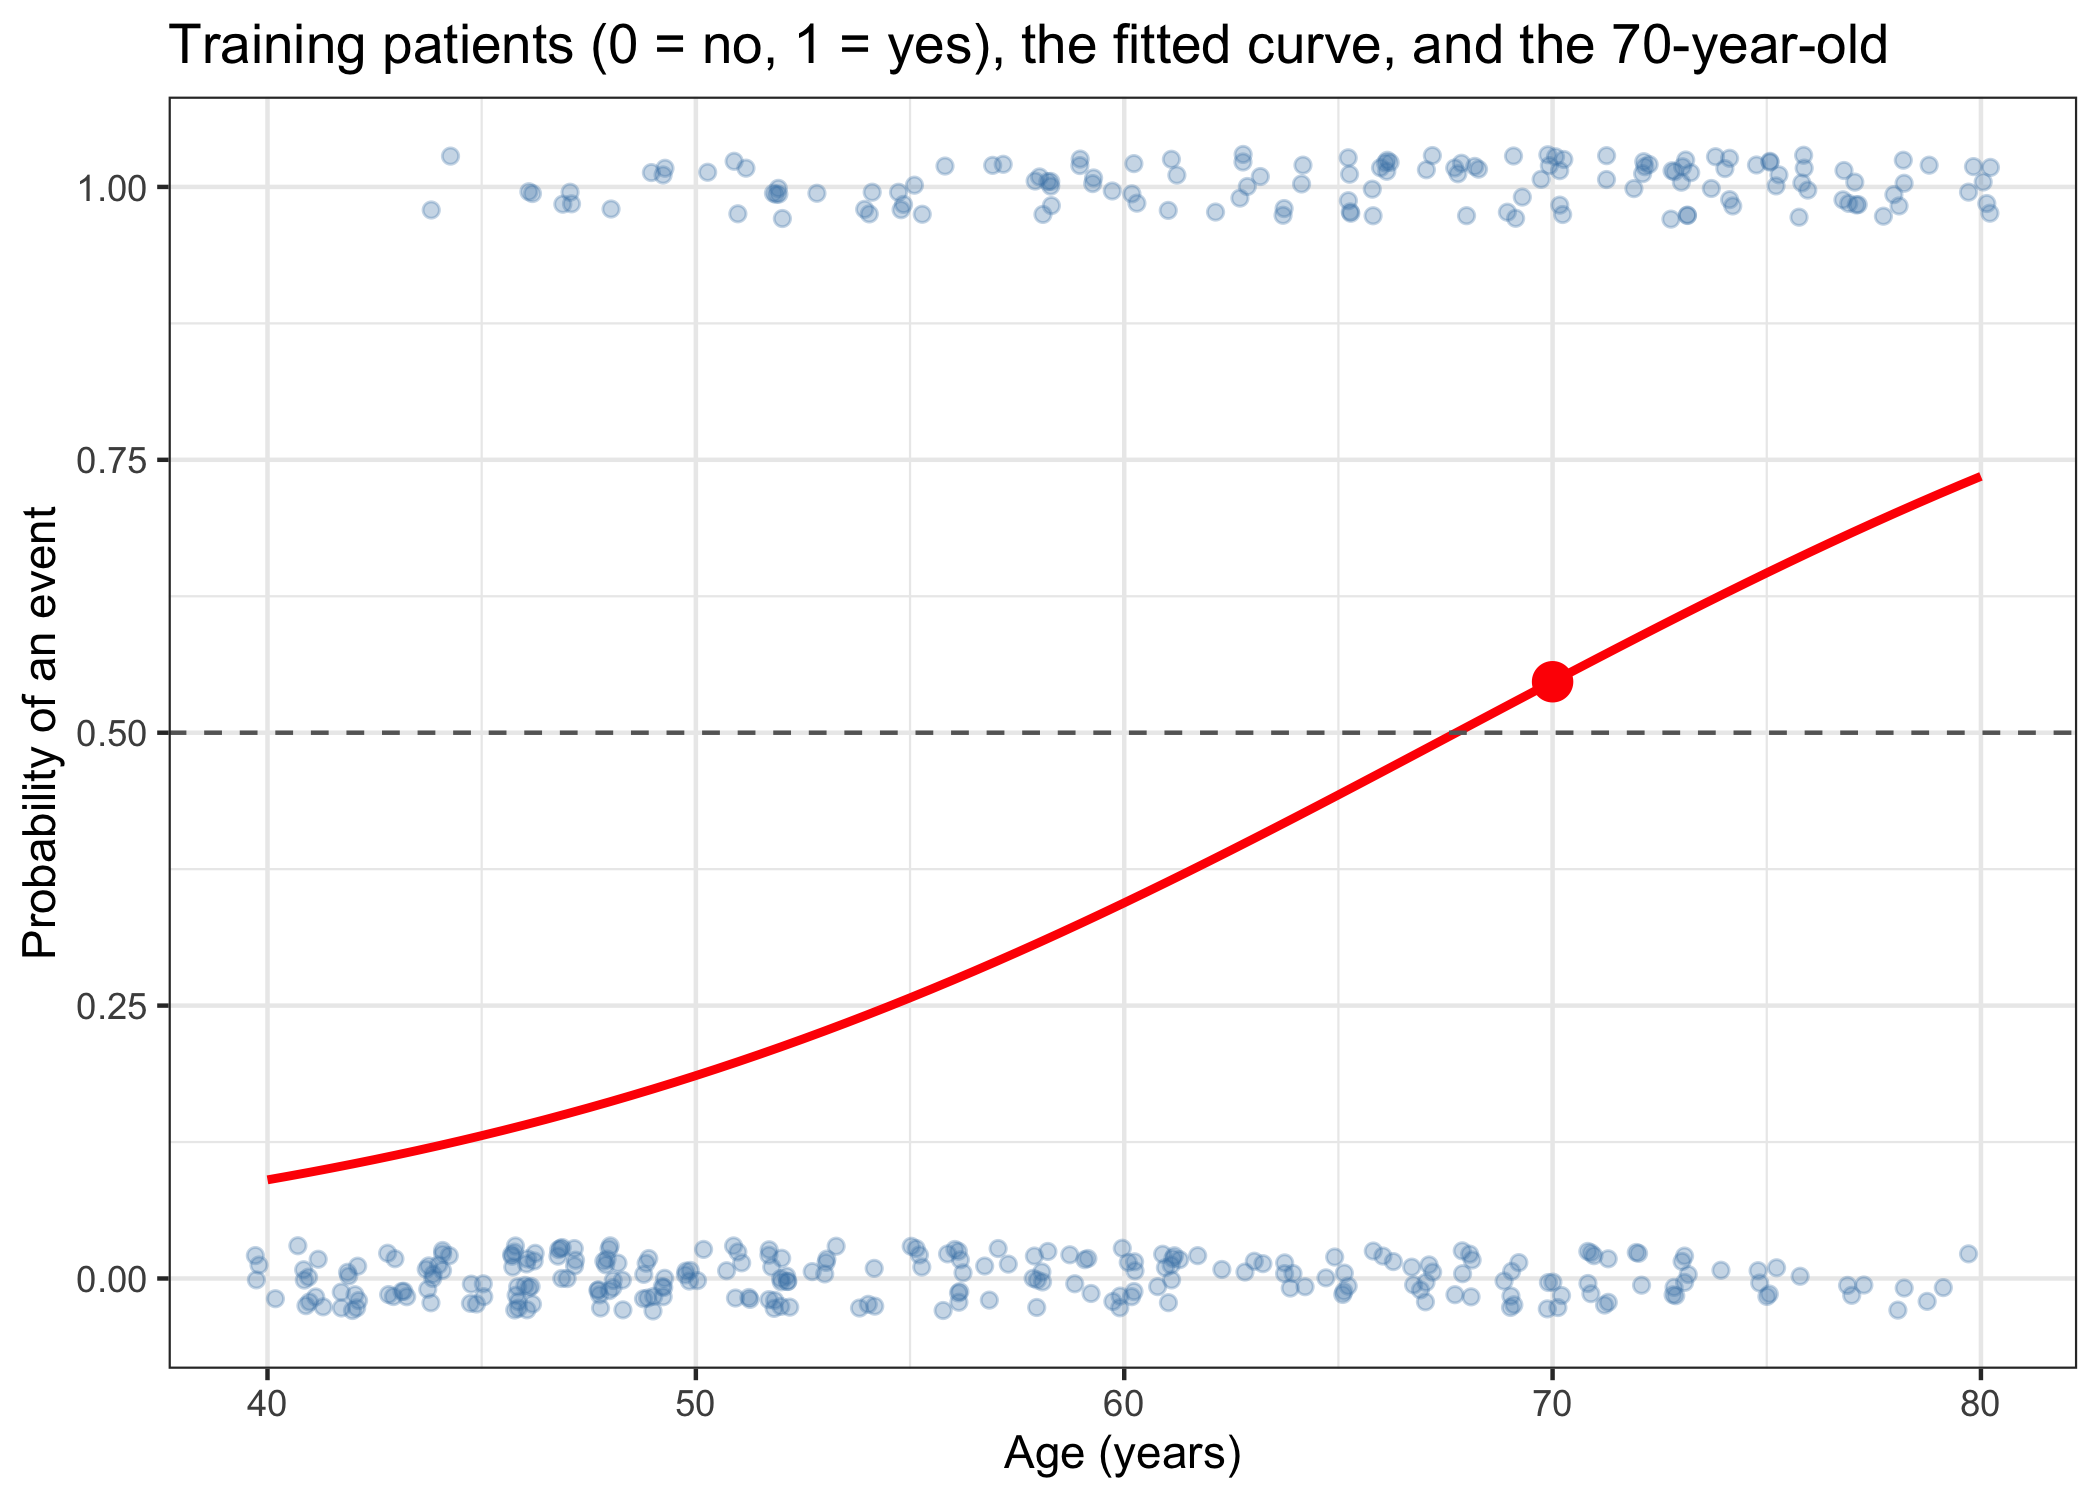 Training patients (0 = no, 1 = yes), the fitted curve, and the 70-year-old
Probability of an event
1.00
0.75
0.50
0.25
0.00
40 50 60 70 80
Age (years)